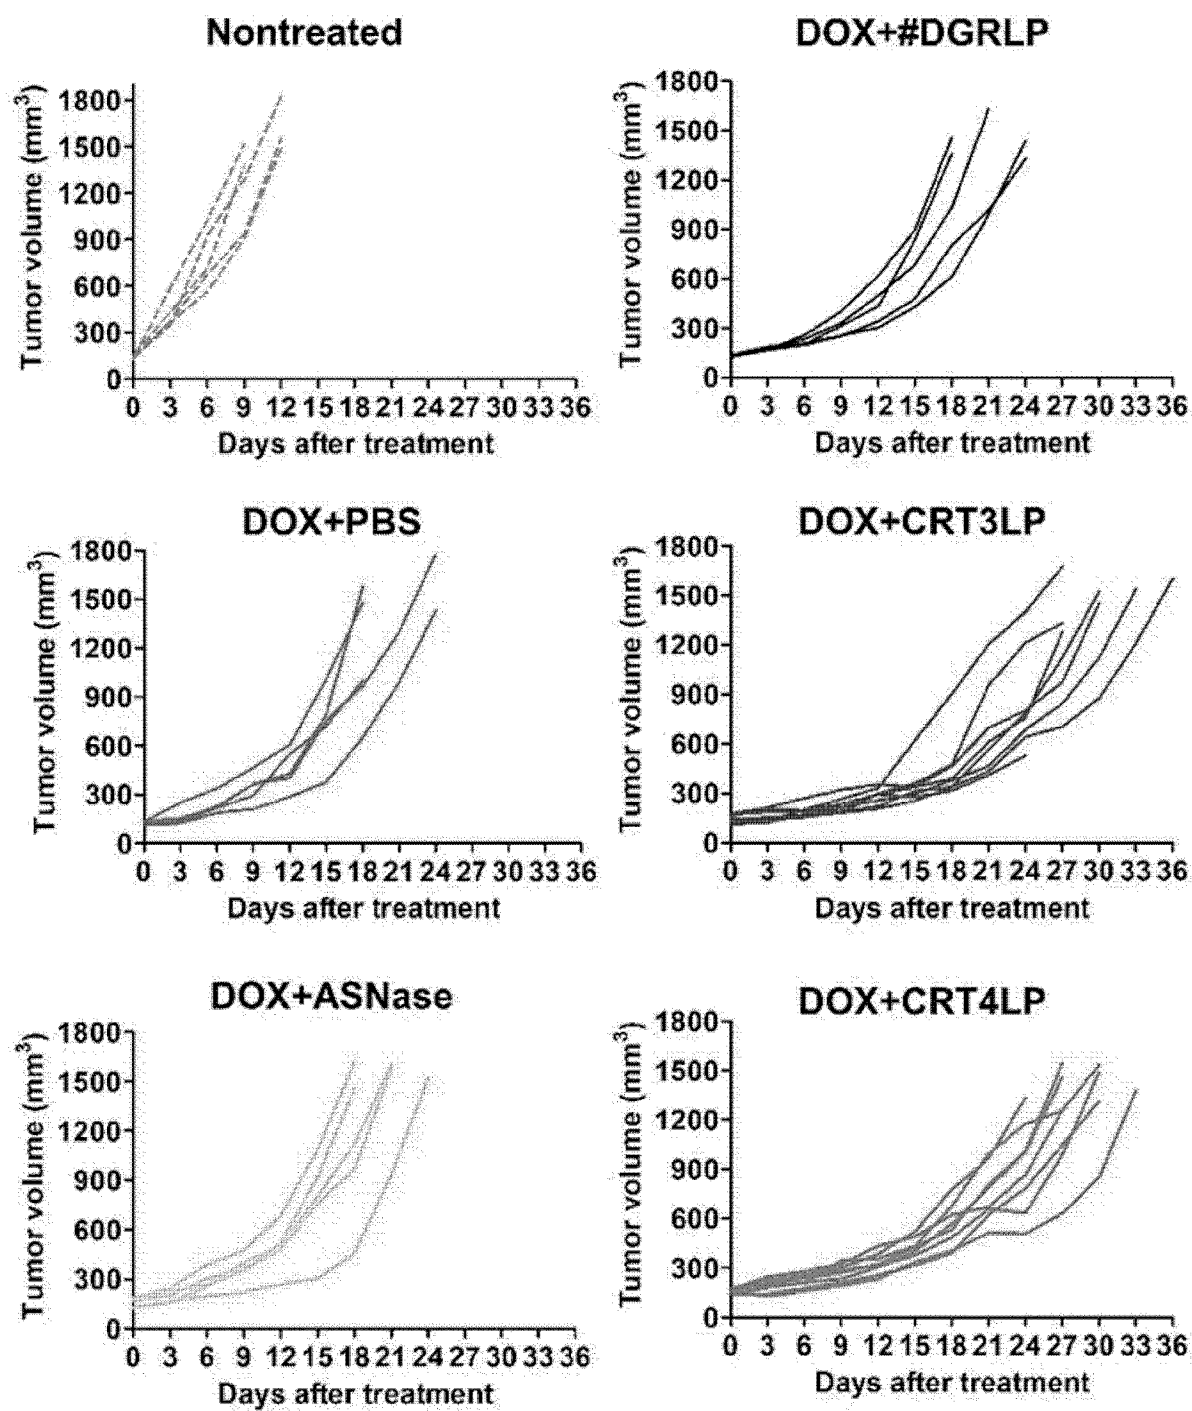 Nontreated
Tumor volume (mm³)
1800
1500
1200
900
600
300
0
0 3 6 9 12 15 18 21 24 27 30 33 36
Days after treatment
DOX+#DGRLP
Tumor volume (mm³)
1800
1500
1200
900
600
300
0
0 3 6 9 12 15 18 21 24 27 30 33 36
Days after treatment
DOX+PBS
Tumor volume (mm³)
1800
1500
1200
900
600
300
0
0 3 6 9 12 15 18 21 24 27 30 33 36
Days after treatment
DOX+CRT3LP
Tumor volume (mm³)
1800
1500
1200
900
600
300
0
0 3 6 9 12 15 18 21 24 27 30 33 36
Days after treatment
DOX+ASNase
Tumor volume (mm³)
1800
1500
1200
900
600
300
0
0 3 6 9 12 15 18 21 24 27 30 33 36
Days after treatment
DOX+CRT4LP
Tumor volume (mm³)
1800
1500
1200
900
600
300
0
0 3 6 9 12 15 18 21 24 27 30 33 36
Days after treatment